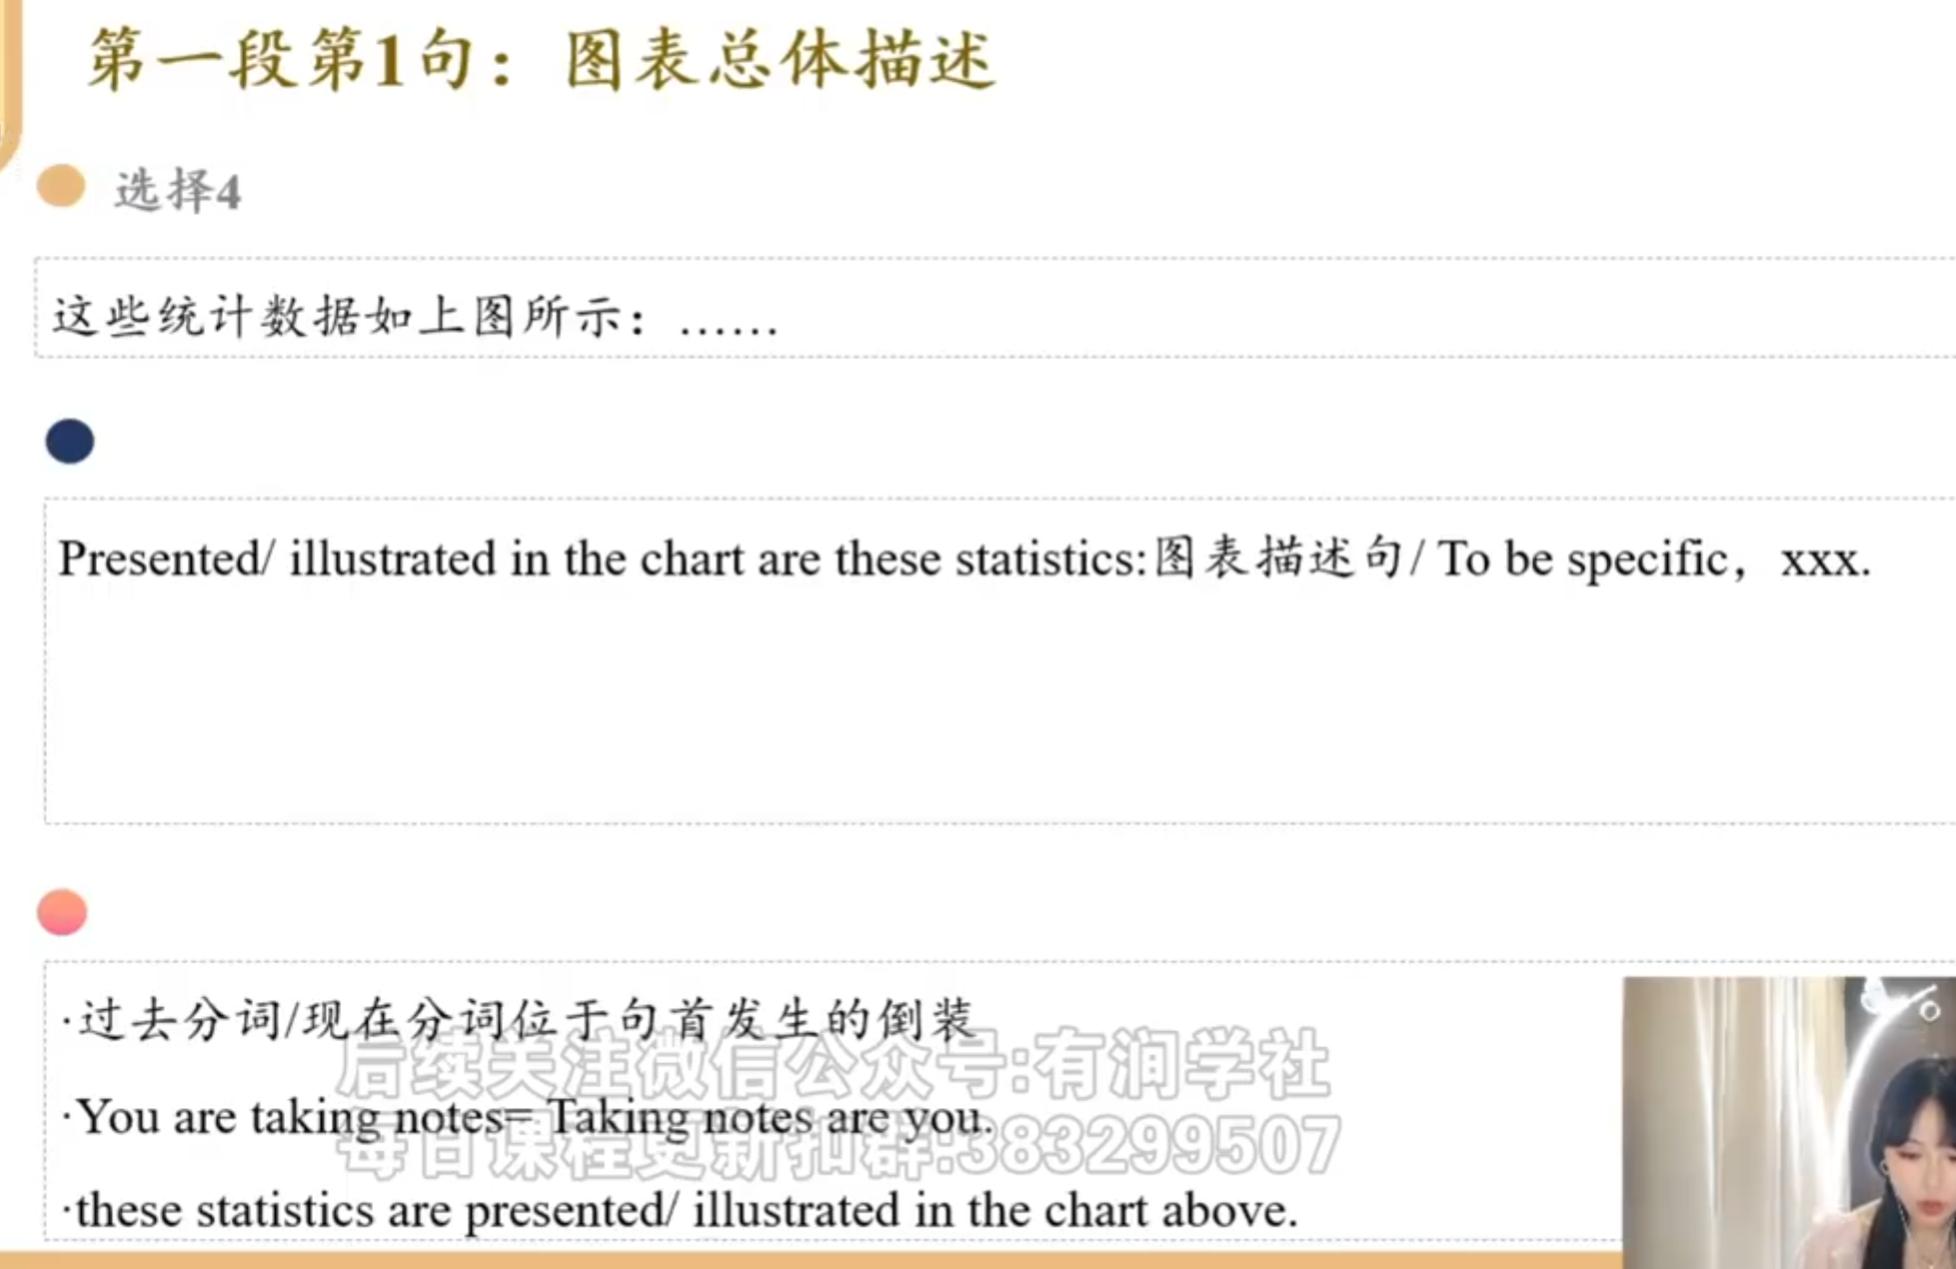 第一段第1句：图表总体描述
选择4
这些统计数据如上图所示：……
Presented/ illustrated in the chart are these statistics:图表描述句/ To be specific，xxx.
·过去分词/现在分词位于句首发生的倒装
后续关注微信公众号:有润学社
·You are taking notes= Taking notes are you.
每日课程更新扣群:383299507
·these statistics are presented/ illustrated in the chart above.